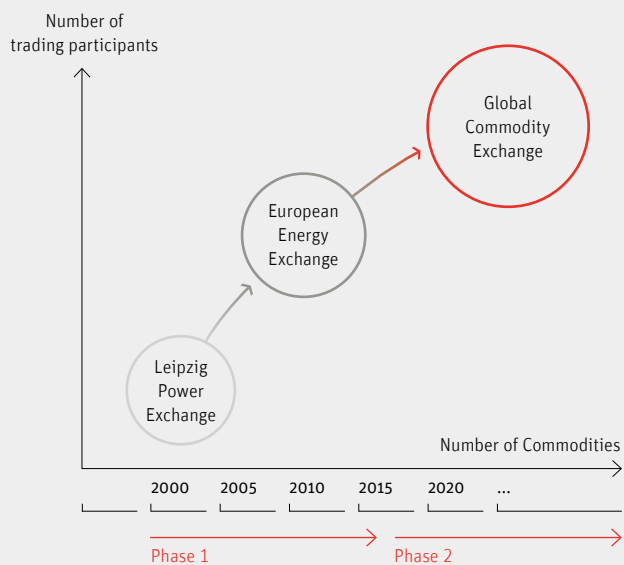 Number of
trading participants
Global
Commodity
Exchange
European
Energy
Exchange
Leipzig
Power
Exchange
Number of Commodities
2000 2005 2010 2015 2020 ...
Phase 1 Phase 2